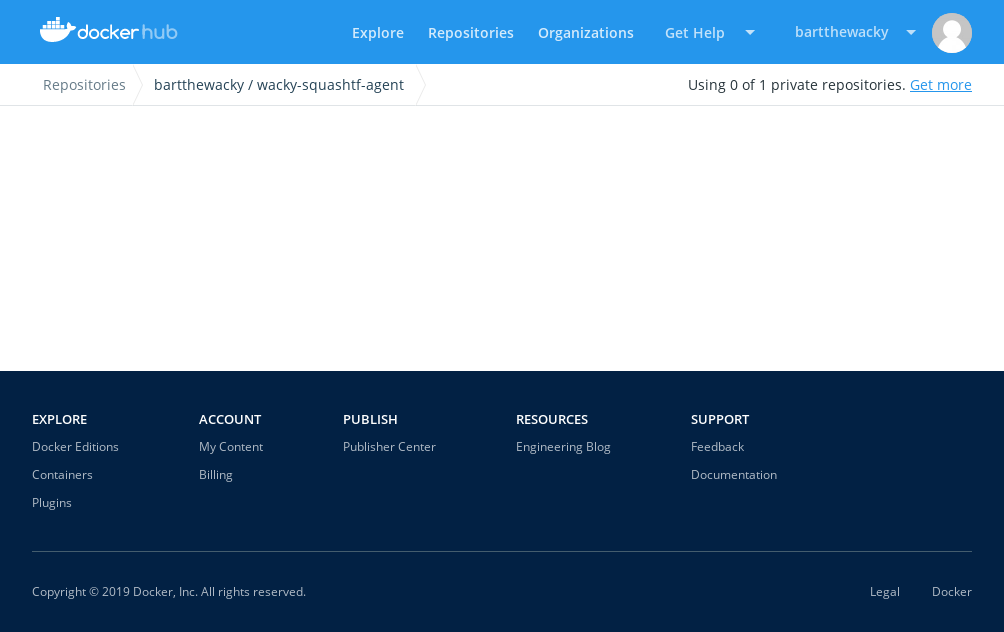 docker hub Explore Repositories Organizations Get Help bartthewacky
Repositories bartthewacky / wacky-squashtf-agent Using 0 of 1 private repositories. Get more
EXPLORE ACCOUNT PUBLISH RESOURCES SUPPORT
Docker Editions My Content Publisher Center Engineering Blog Feedback
Containers Billing Documentation
Plugins
Copyright © 2019 Docker, Inc. All rights reserved. Legal Docker